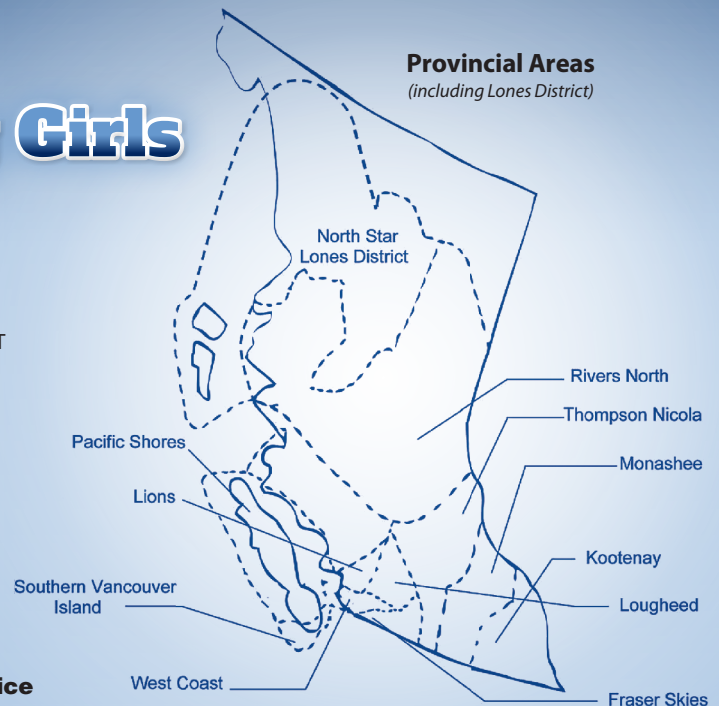 Provincial Areas
(including Lones District)
Girls
North Star
Lones District
T
Rivers North
Thompson Nicola
Pacific Shores
Monashee
Lions
Kootenay
Southern Vancouver
Island
Lougheed
West Coast
ice
Fraser Skies